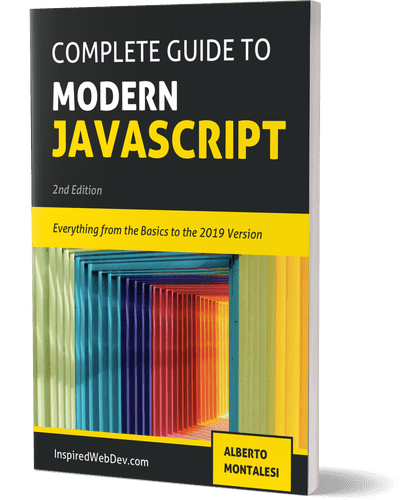 COMPLETE GUIDE TO
MODERN
JAVASCRIPT
2nd Edition
Everything from the Basics to the 2019 Version
InspiredWebDev.com
ALBERTO
MONTALESI